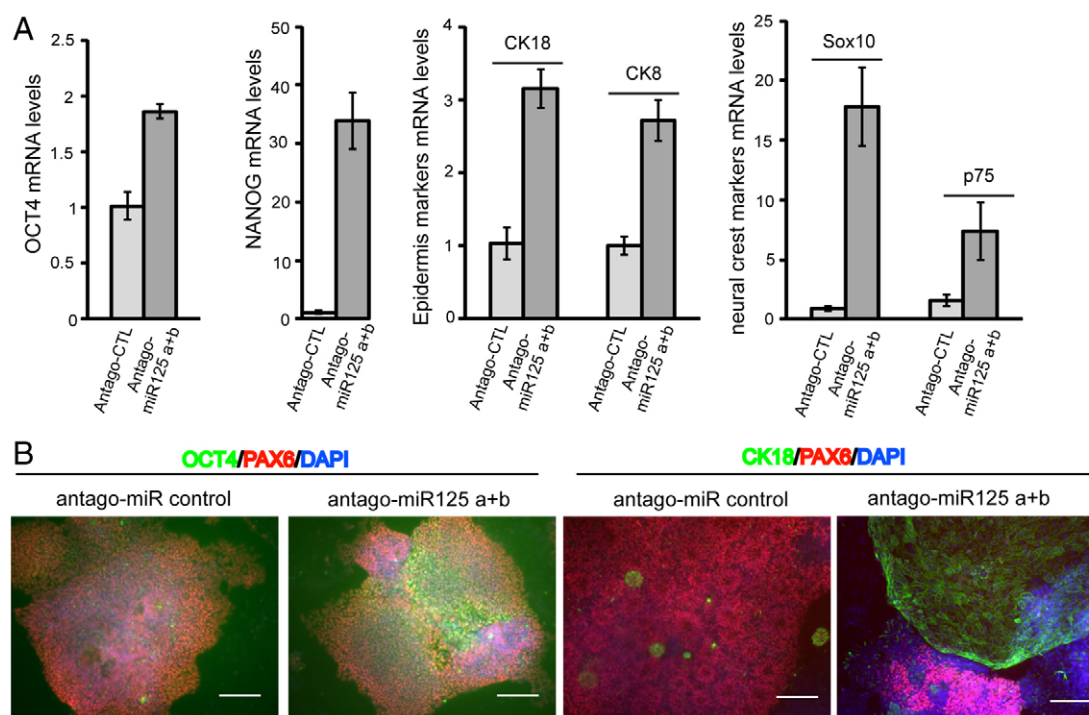 A
OCT4 mRNA levels
2.5
2
1.5
1
0.5
0
Antago-CTL
Antago-
miR125 a+b
NANOG mRNA levels
50
40
30
20
10
0
Antago-CTL
Antago-
miR125 a+b
Epidermis markers mRNA levels
4
3
2
1
0
CK18
CK8
Antago-CTL
Antago-
miR125 a+b
Antago-CTL
Antago-
miR125 a+b
neural crest markers mRNA levels
25
20
15
10
5
0
Sox10
p75
Antago-CTL
Antago-
miR125 a+b
Antago-CTL
Antago-
miR125 a+b
B
OCT4/PAX6/DAPI
CK18/PAX6/DAPI
antago-miR control
antago-miR125 a+b
antago-miR control
antago-miR125 a+b